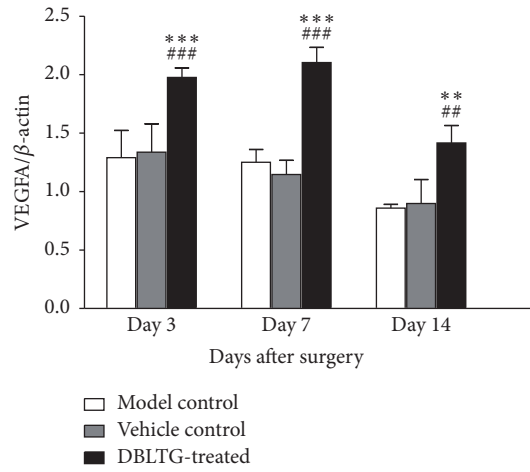 2.5
2.0
1.5
1.0
0.5
0.0
VEGFA/β-actin
***
###
***
###
**
##
Day 3 Day 7 Day 14
Days after surgery
Model control
Vehicle control
DBLTG-treated